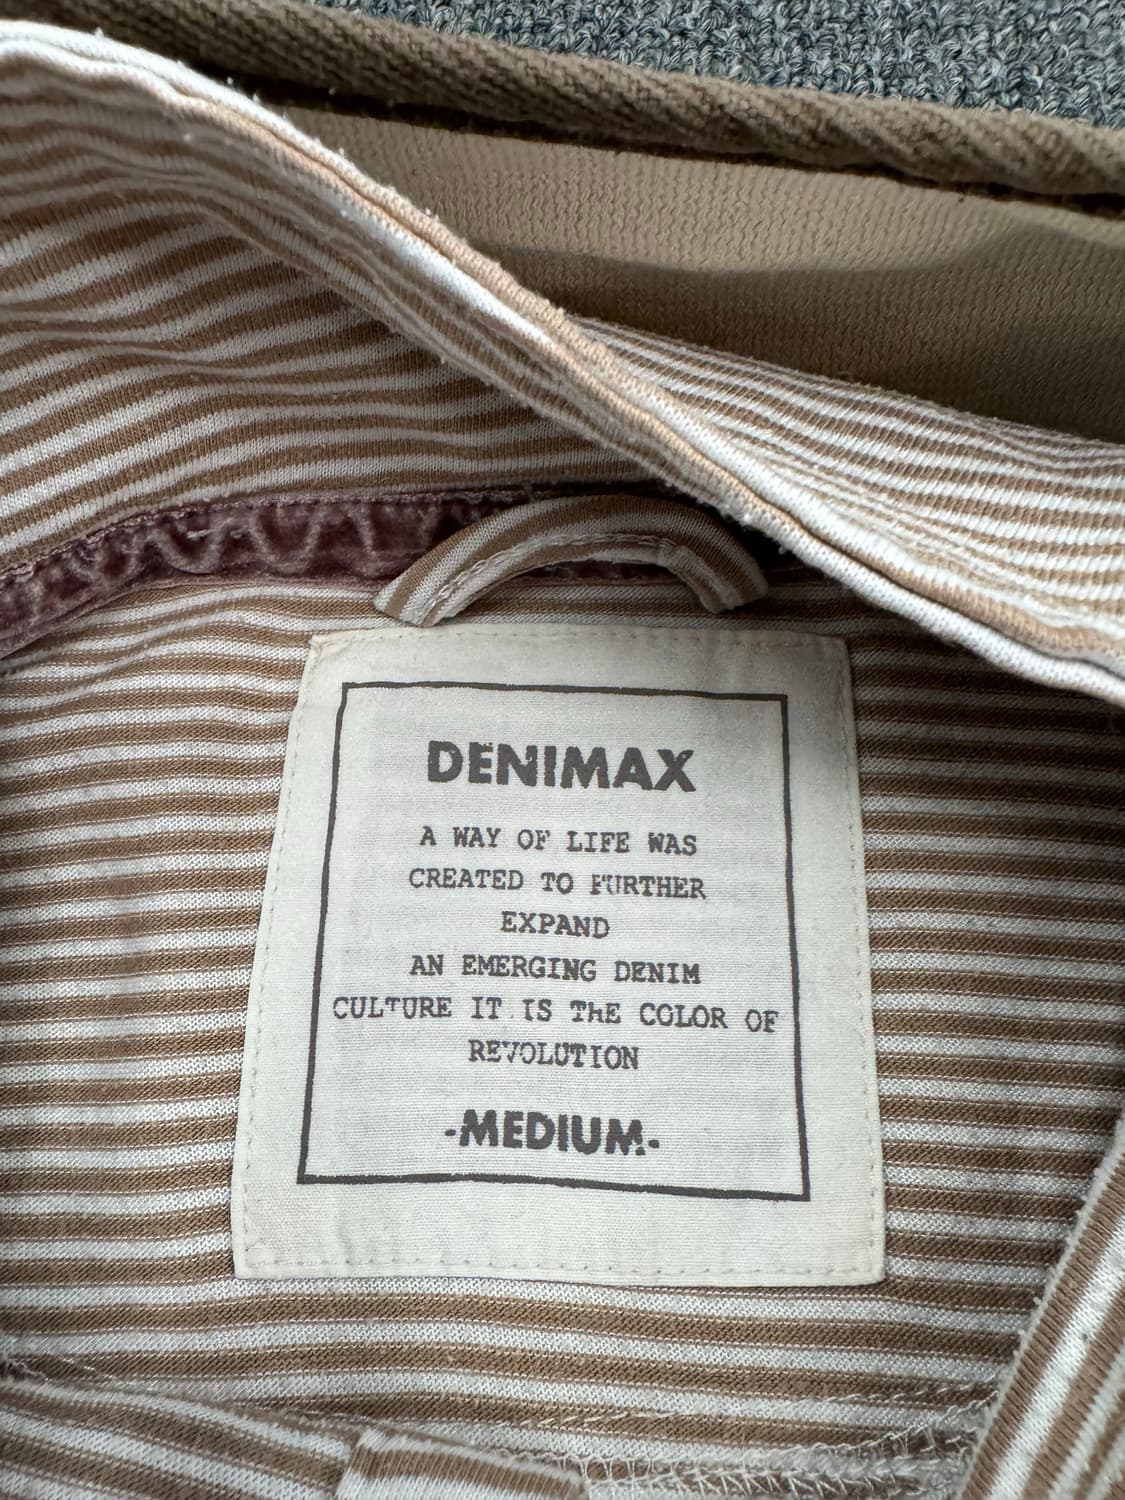 DENIMAX
A WAY OF LIFE WAS
CREATED TO FURTHER
EXPAND
AN EMERGING DENIM
CULTURE IT IS ThE COLOR OF
REVOLUTION
-MEDIUM.-